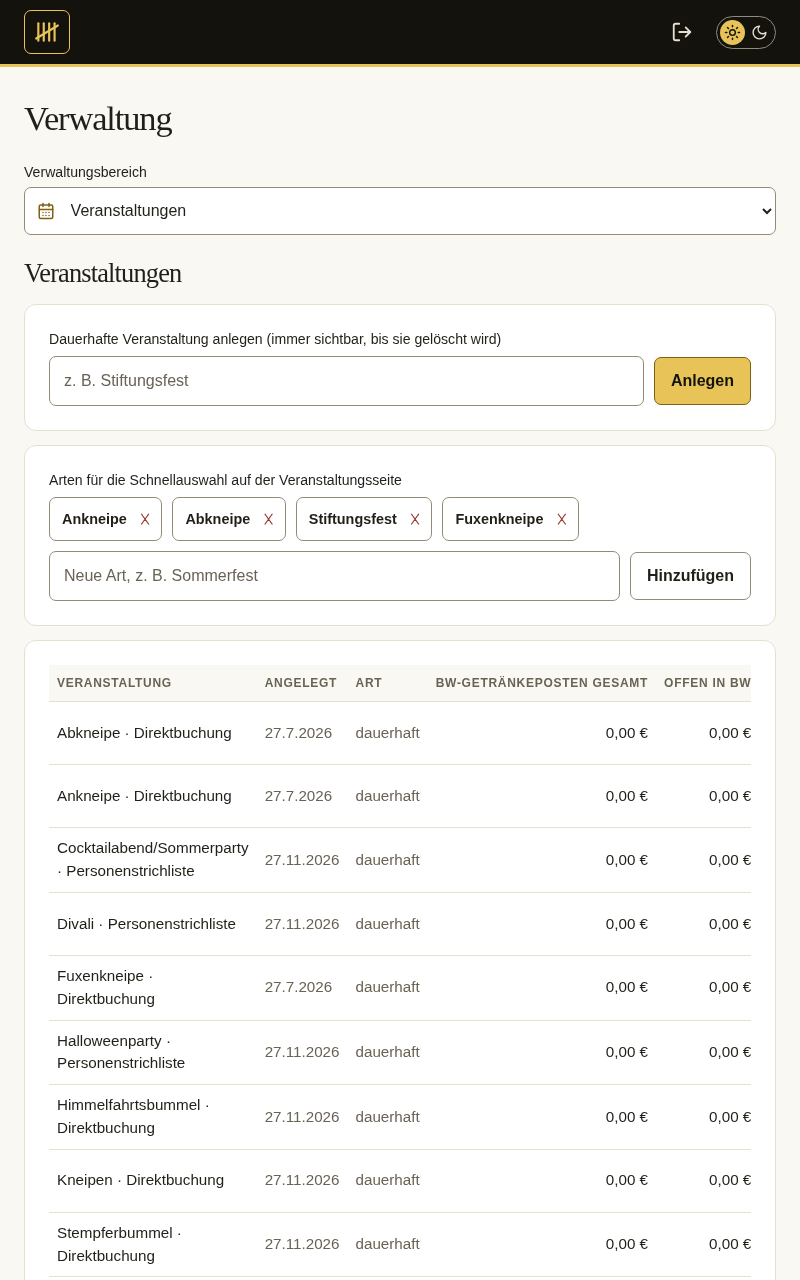 Verwaltung
Verwaltungsbereich
Veranstaltungen
Veranstaltungen
Dauerhafte Veranstaltung anlegen (immer sichtbar, bis sie gelöscht wird)
z. B. Stiftungsfest
Anlegen
Arten für die Schnellauswahl auf der Veranstaltungsseite
Ankneipe X Abkneipe X Stiftungsfest X Fuxenkneipe X
Neue Art, z. B. Sommerfest
Hinzufügen
VERANSTALTUNG ANGELEGT ART BW-GETRÄNKEPOSTEN GESAMT OFFEN IN BW
Abkneipe · Direktbuchung 27.7.2026 dauerhaft 0,00 € 0,00 €
Ankneipe · Direktbuchung 27.7.2026 dauerhaft 0,00 € 0,00 €
Cocktailabend/Sommerparty
· Personenstrichliste 27.11.2026 dauerhaft 0,00 € 0,00 €
Divali · Personenstrichliste 27.11.2026 dauerhaft 0,00 € 0,00 €
Fuxenkneipe ·
Direktbuchung 27.7.2026 dauerhaft 0,00 € 0,00 €
Halloweenparty ·
Personenstrichliste 27.11.2026 dauerhaft 0,00 € 0,00 €
Himmelfahrtsbummel ·
Direktbuchung 27.11.2026 dauerhaft 0,00 € 0,00 €
Kneipen · Direktbuchung 27.11.2026 dauerhaft 0,00 € 0,00 €
Stempferbummel ·
Direktbuchung 27.11.2026 dauerhaft 0,00 € 0,00 €